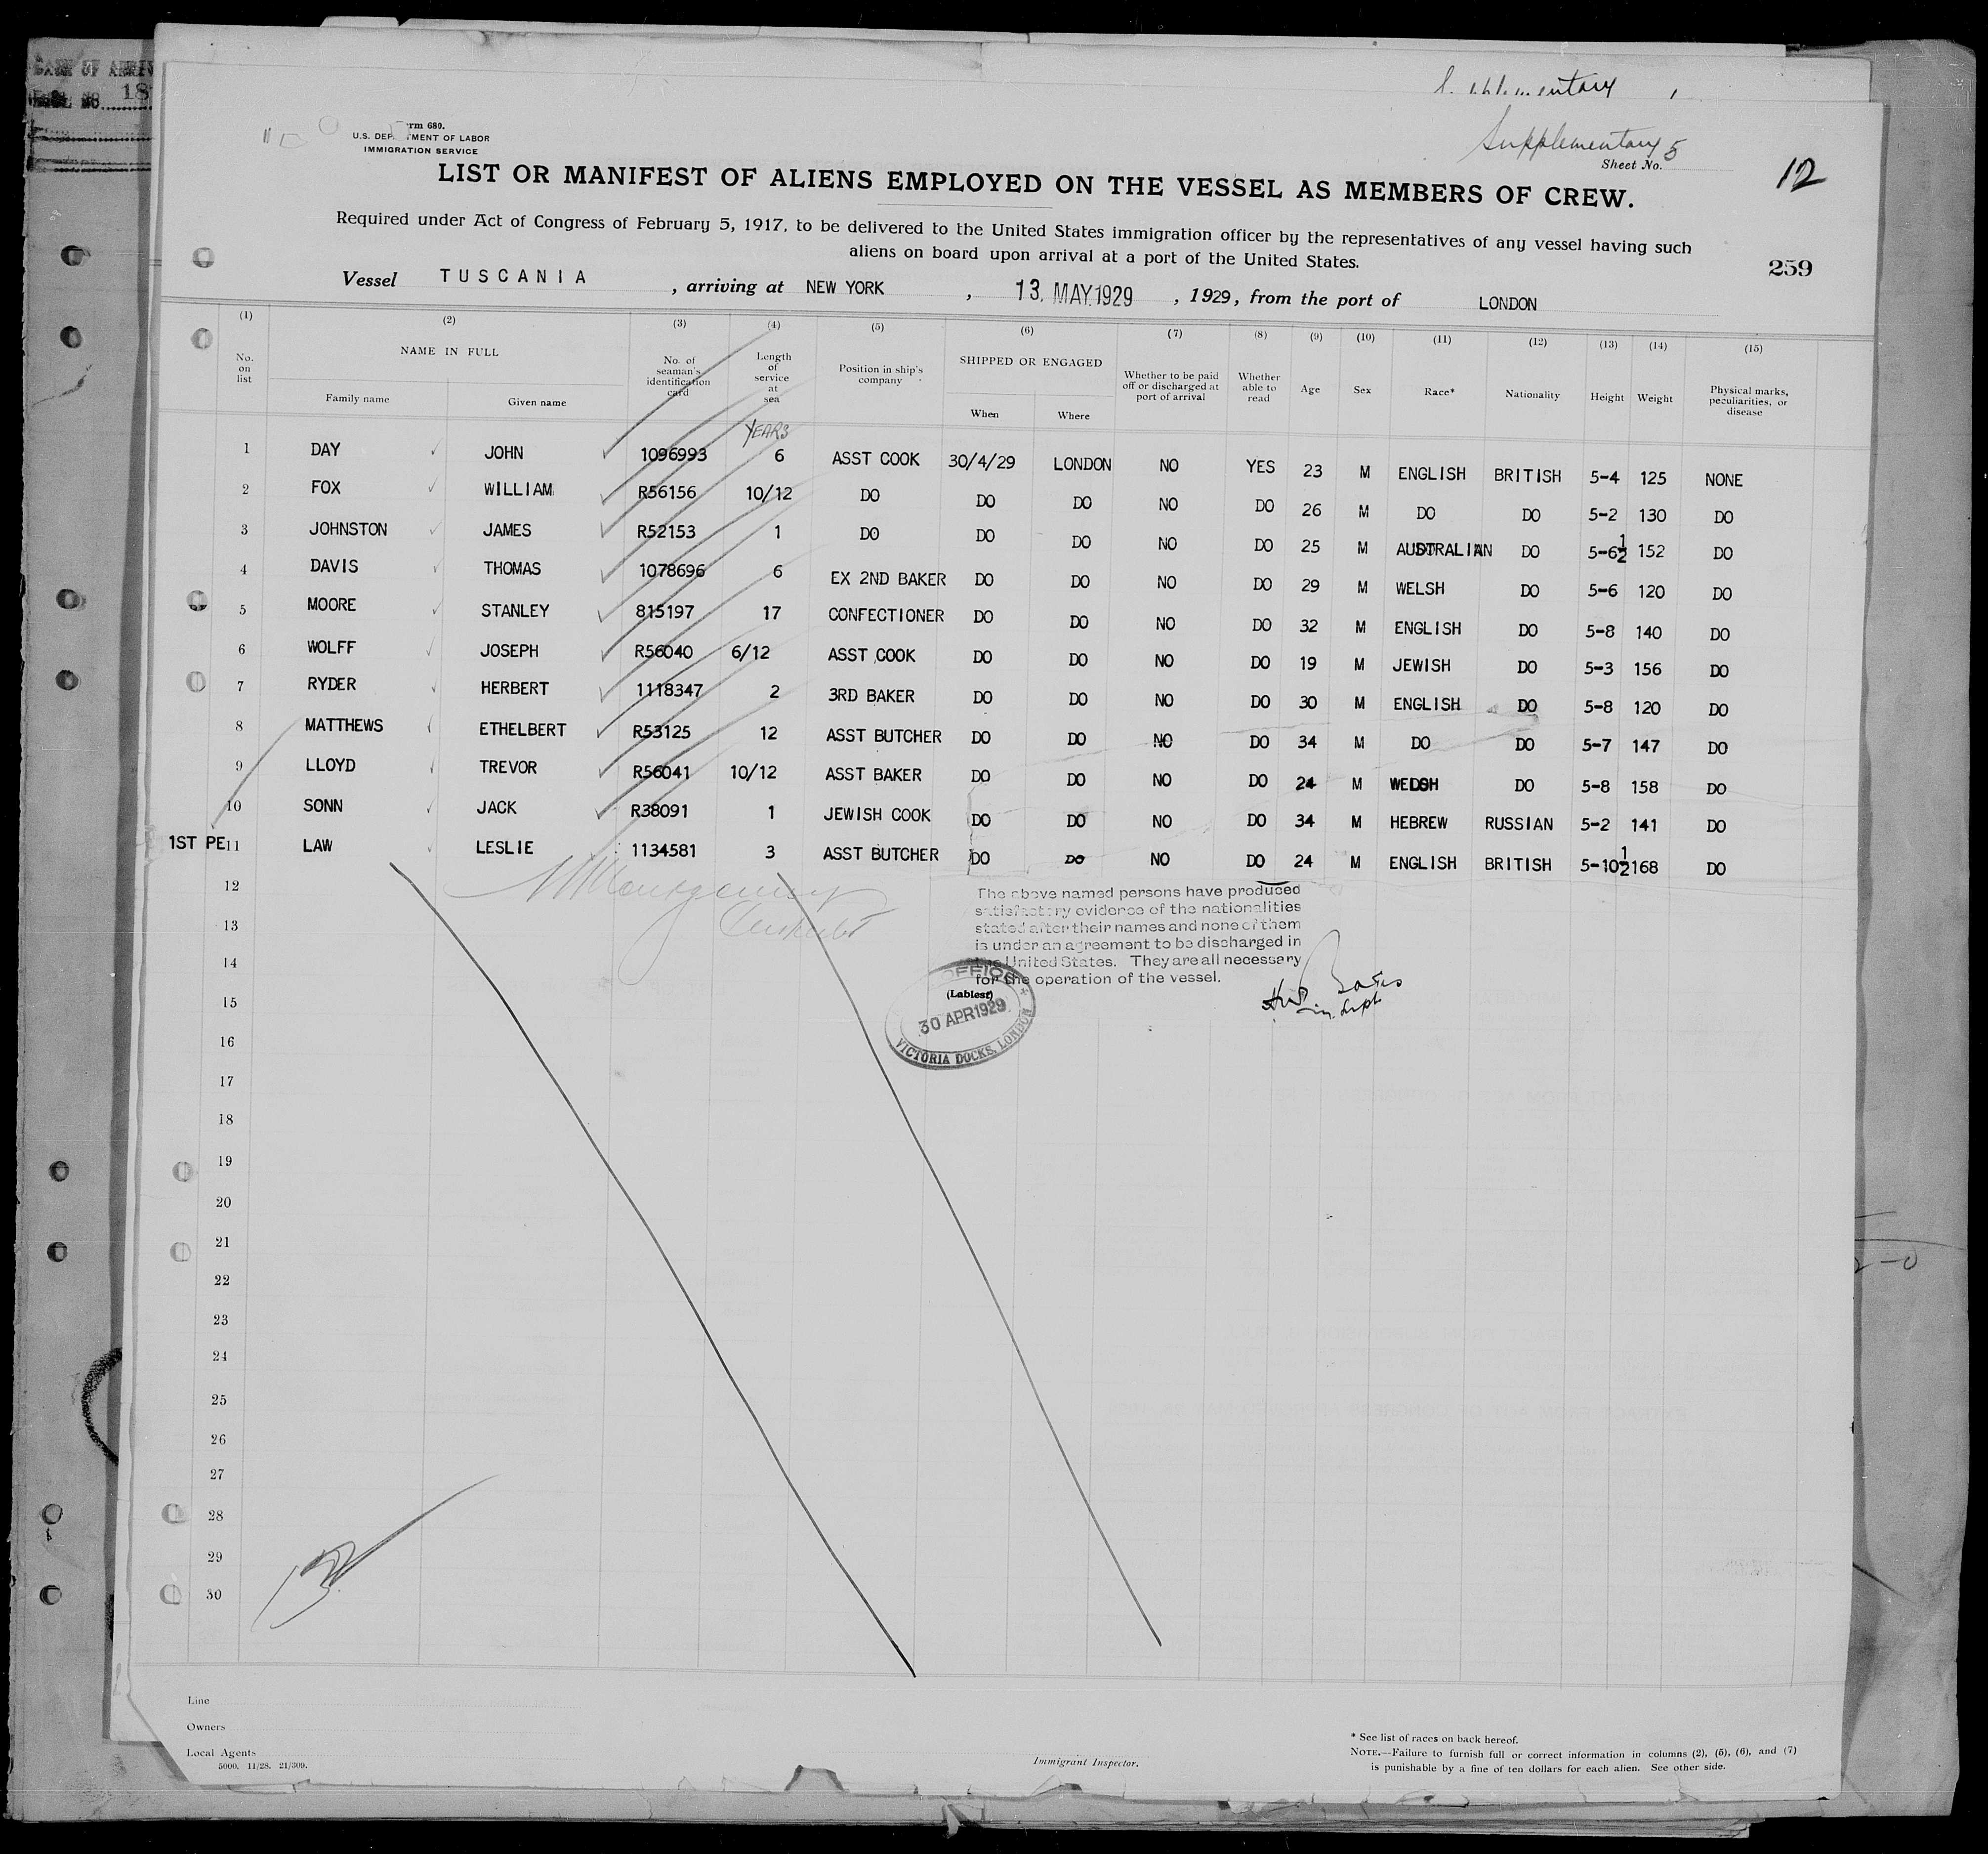 18
Supplementary
Form 680.
U.S. DEPARTMENT OF LABOR
IMMIGRATION SERVICE
Supplementary 5
Sheet No.
12
LIST OR MANIFEST OF ALIENS EMPLOYED ON THE VESSEL AS MEMBERS OF CREW.
Required under Act of Congress of February 5, 1917, to be delivered to the United States immigration officer by the representatives of any vessel having such
aliens on board upon arrival at a port of the United States.
259
Vessel TUSCANIA , arriving at NEW YORK , 13. MAY.1929 , 1929, from the port of LONDON
(1) (2) (3) (4) (5) (6) (7) (8) (9) (10) (11) (12) (13) (14) (15)
No. on list NAME IN FULL Family name Given name No. of seaman's identification card Length of service at sea Position in ship's company SHIPPED OR ENGAGED When Where Whether to be paid off or discharged at port of arrival Whether able to read Age Sex Race* Nationality Height Weight Physical marks, peculiarities, or disease
YEARS
1 DAY JOHN 1096993 6 ASST COOK 30/4/29 LONDON NO YES 23 M ENGLISH BRITISH 5-4 125 NONE
2 FOX WILLIAM R56156 10/12 DO DO DO NO DO 26 M DO DO 5-2 130 DO
3 JOHNSTON JAMES R52153 1 DO DO DO NO DO 25 M AUSTRALIAN DO 5-6½ 152 DO
4 DAVIS THOMAS 1078696 6 EX 2ND BAKER DO DO NO DO 29 M WELSH DO 5-6 120 DO
5 MOORE STANLEY 815197 17 CONFECTIONER DO DO NO DO 32 M ENGLISH DO 5-8 140 DO
6 WOLFF JOSEPH R56040 6/12 ASST COOK DO DO NO DO 19 M JEWISH DO 5-3 156 DO
7 RYDER HERBERT 1118347 2 3RD BAKER DO DO NO DO 30 M ENGLISH DO 5-8 120 DO
8 MATTHEWS ETHELBERT R53125 12 ASST BUTCHER DO DO NO DO 34 M DO DO 5-7 147 DO
9 LLOYD TREVOR R56041 10/12 ASST BAKER DO DO NO DO 24 M WELSH DO 5-8 158 DO
10 SONN JACK R38091 1 JEWISH COOK DO DO NO DO 34 M HEBREW RUSSIAN 5-2 141 DO
1ST PE 11 LAW LESLIE 1134581 3 ASST BUTCHER DO DO NO DO 24 M ENGLISH BRITISH 5-10½ 168 DO
12
13
14
15
16
17
18
19
20
21
22
23
24
25
26
27
28
29
30
The above named persons have produced
satisfactory evidence of the nationalities
stated after their names and none of them
is under an agreement to be discharged in
the United States. They are all necessary
for the operation of the vessel.
OFFICE
30 APR 1929
VICTORIA DOCKS, LONDON
Line
Owners
Local Agents
5000. 11/28. 21/309.
Immigrant Inspector.
* See list of races on back hereof.
NOTE.—Failure to furnish full or correct information in columns (2), (5), (6), and (7)
is punishable by a fine of ten dollars for each alien. See other side.